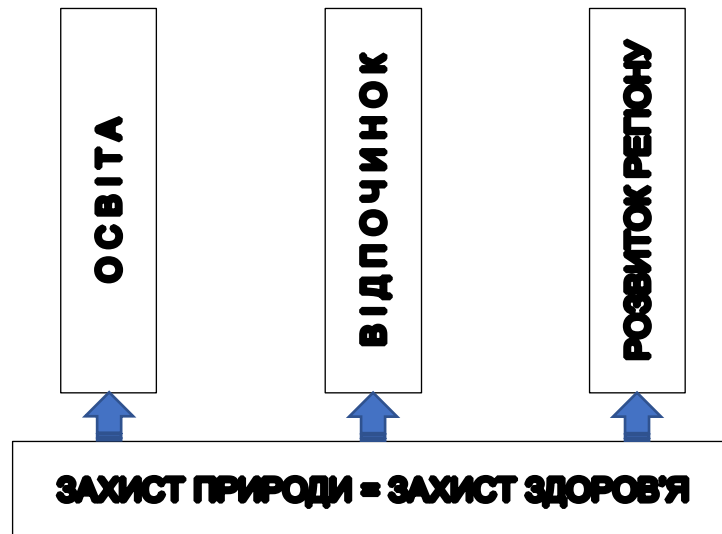 ОСВІТА
ВІДПОЧИНОК
РОЗВИТОК РЕГІОНУ
ЗАХИСТ ПРИРОДИ = ЗАХИСТ ЗДОРОВ'Я